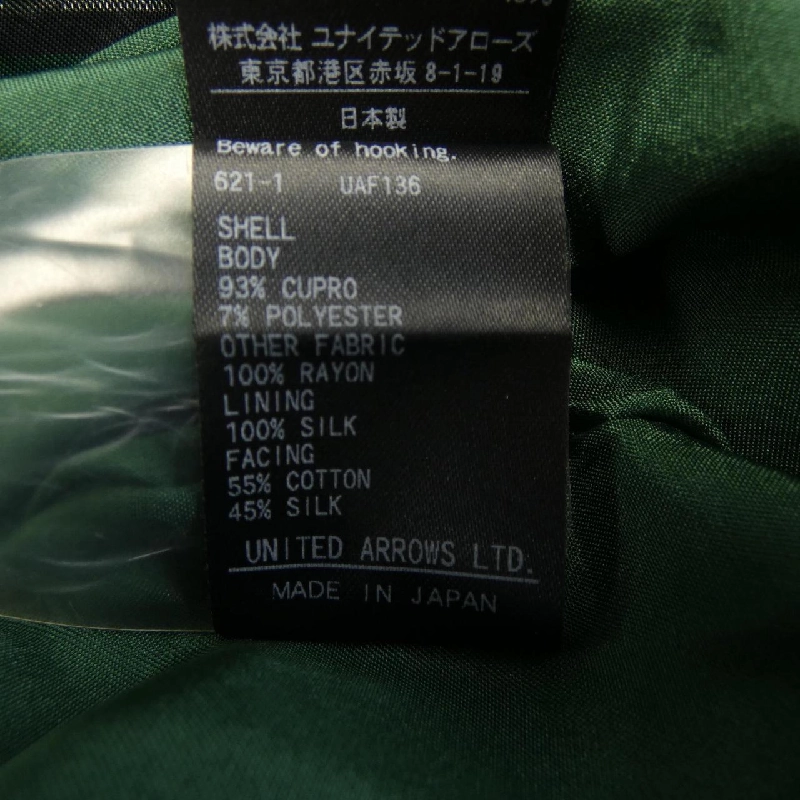 株式会社 ユナイテッドアローズ
東京都港区赤坂 8-1-19
日本製
Beware of hooking.
621-1 UAF136
SHELL
BODY
93% CUPRO
7% POLYESTER
OTHER FABRIC
100% RAYON
LINING
100% SILK
FACING
55% COTTON
45% SILK
UNITED ARROWS LTD.
MADE IN JAPAN